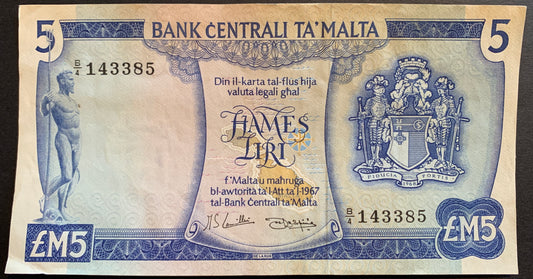 5 BANK ĊENTRALI TA' MALTA 5
B/4 143385
Din il-karta tal-flus hija
valuta legali għal
ĦAMES
LIRI
f'Malta u maħruġa
bl-awtorità ta' l-Att ta' l-1967
tal-Bank Ċentrali ta' Malta
B/4 143385
£M5
£M5